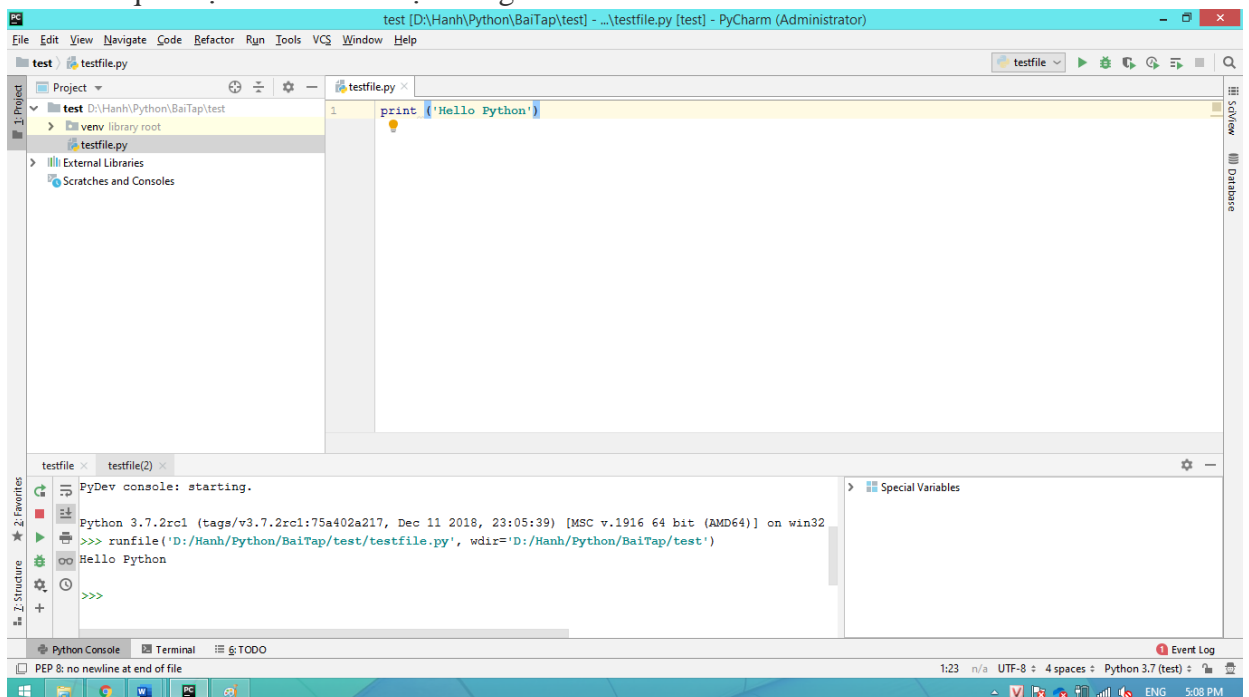 test [D:\Hanh\Python\BaiTap\test] - ...\testfile.py [test] - PyCharm (Administrator)
File Edit View Navigate Code Refactor Run Tools VCS Window Help
test testfile.py
testfile
1: Project
Project
testfile.py
test D:\Hanh\Python\BaiTap\test
venv library root
testfile.py
External Libraries
Scratches and Consoles
1
print ('Hello Python')
SciView
Database
testfile testfile(2)
2: Favorites
Z: Structure
PyDev console: starting.
Python 3.7.2rc1 (tags/v3.7.2rc1:75a402a217, Dec 11 2018, 23:05:39) [MSC v.1916 64 bit (AMD64)] on win32
>>> runfile('D:/Hanh/Python/BaiTap/test/testfile.py', wdir='D:/Hanh/Python/BaiTap/test')
Hello Python
>>>
Special Variables
Python Console Terminal 6: TODO
1 Event Log
PEP 8: no newline at end of file
1:23 n/a UTF-8 4 spaces Python 3.7 (test)
ENG 5:08 PM